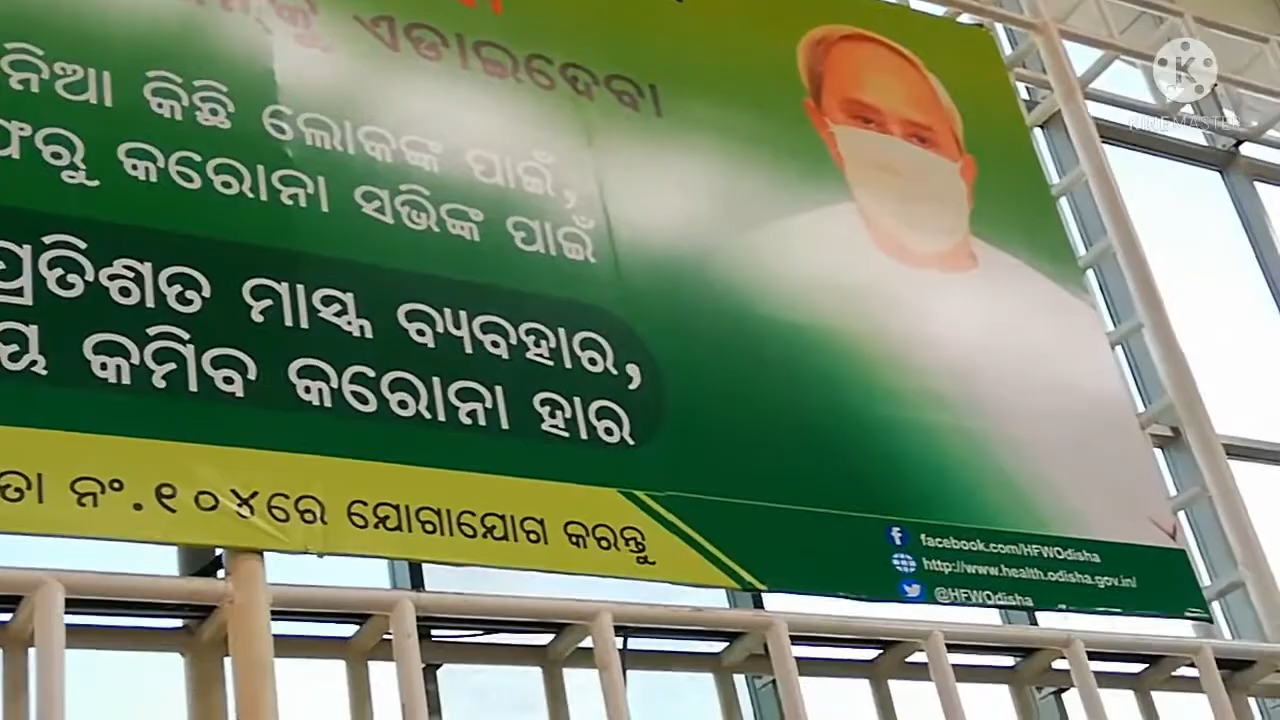 ଏଡାଇଦେବା
KINEMASTER
ନିଆ କିଛି ଲୋକଙ୍କ ପାଇଁ,
କରୋନା ସଭିଙ୍କ ପାଇଁ
ପ୍ରତିଶତ ମାସ୍କ ବ୍ୟବହାର,
କମିବ କରୋନା ହାର
ନଂ.୧୦୪ରେ ଯୋଗାଯୋଗ କରନ୍ତୁ
facebook.com/HFWOdisha
http://www.health.odisha.gov.in/
@HFWOdisha